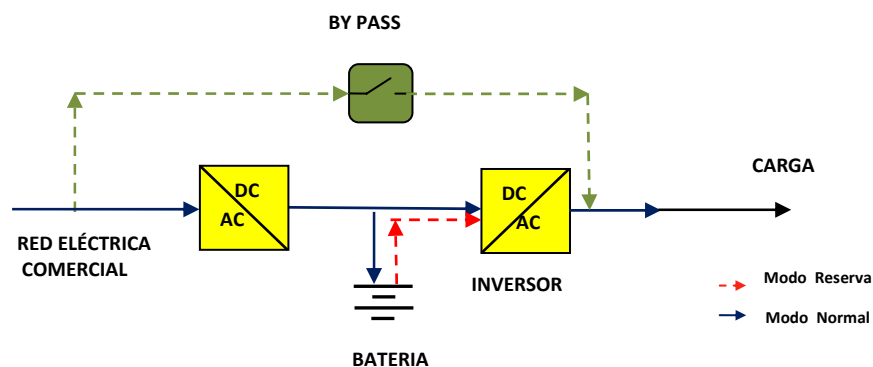 BY PASS
CARGA
DC
AC
DC
AC
RED ELÉCTRICA
COMERCIAL
INVERSOR
BATERIA
Modo Reserva
Modo Normal